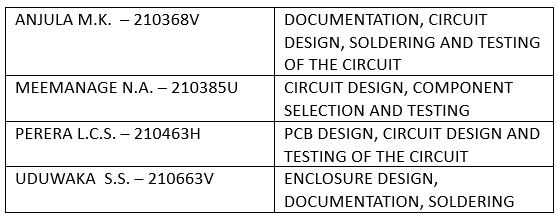 ANJULA M.K. – 210368V
DOCUMENTATION, CIRCUIT
DESIGN, SOLDERING AND TESTING
OF THE CIRCUIT
MEEMANAGE N.A. – 210385U
CIRCUIT DESIGN, COMPONENT
SELECTION AND TESTING
PERERA L.C.S. – 210463H
PCB DESIGN, CIRCUIT DESIGN AND
TESTING OF THE CIRCUIT
UDUWAKA  S.S. – 210663V
ENCLOSURE DESIGN,
DOCUMENTATION, SOLDERING